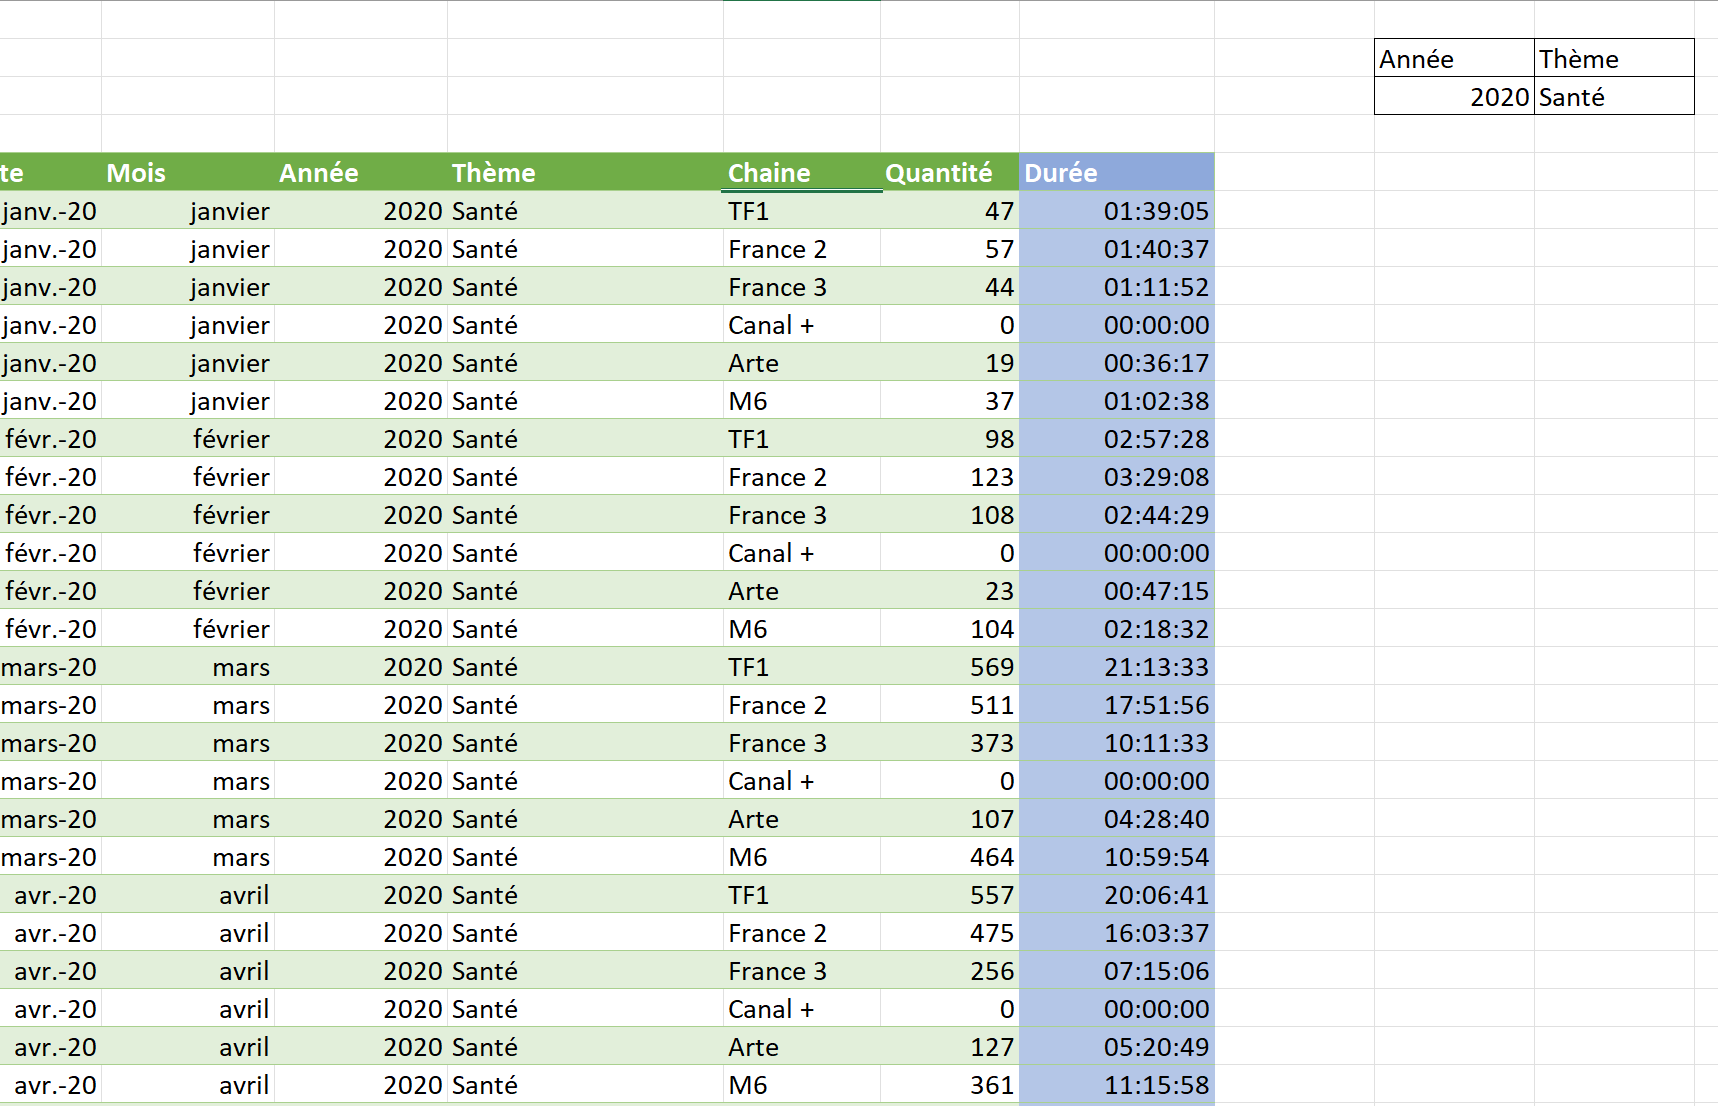 Année Thème
2020 Santé
te Mois Année Thème Chaine Quantité Durée
janv.-20 janvier 2020 Santé TF1 47 01:39:05
janv.-20 janvier 2020 Santé France 2 57 01:40:37
janv.-20 janvier 2020 Santé France 3 44 01:11:52
janv.-20 janvier 2020 Santé Canal + 0 00:00:00
janv.-20 janvier 2020 Santé Arte 19 00:36:17
janv.-20 janvier 2020 Santé M6 37 01:02:38
févr.-20 février 2020 Santé TF1 98 02:57:28
févr.-20 février 2020 Santé France 2 123 03:29:08
févr.-20 février 2020 Santé France 3 108 02:44:29
févr.-20 février 2020 Santé Canal + 0 00:00:00
févr.-20 février 2020 Santé Arte 23 00:47:15
févr.-20 février 2020 Santé M6 104 02:18:32
mars-20 mars 2020 Santé TF1 569 21:13:33
mars-20 mars 2020 Santé France 2 511 17:51:56
mars-20 mars 2020 Santé France 3 373 10:11:33
mars-20 mars 2020 Santé Canal + 0 00:00:00
mars-20 mars 2020 Santé Arte 107 04:28:40
mars-20 mars 2020 Santé M6 464 10:59:54
avr.-20 avril 2020 Santé TF1 557 20:06:41
avr.-20 avril 2020 Santé France 2 475 16:03:37
avr.-20 avril 2020 Santé France 3 256 07:15:06
avr.-20 avril 2020 Santé Canal + 0 00:00:00
avr.-20 avril 2020 Santé Arte 127 05:20:49
avr.-20 avril 2020 Santé M6 361 11:15:58